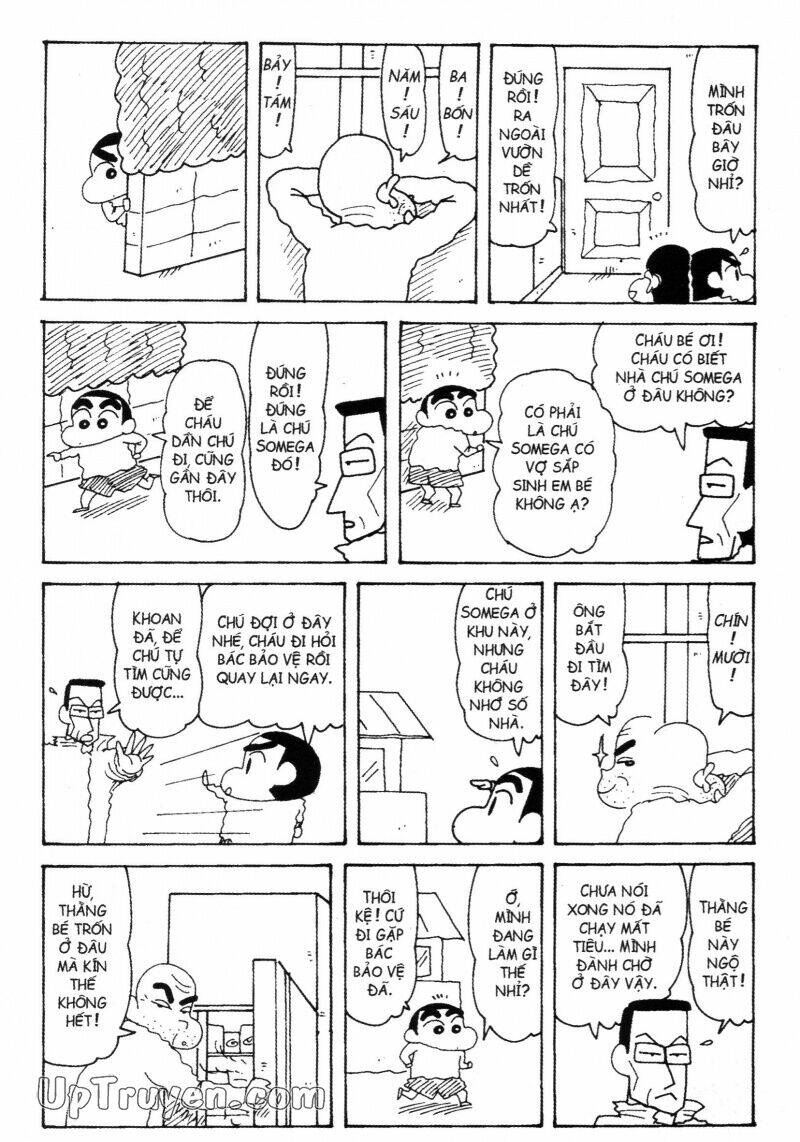 MÌNH
TRỐN
ĐÂU
BÂY
GIỜ
NHỈ?
ĐÚNG
RỒI!
RA
NGOÀI
VƯỜN
DỄ
TRỐN
NHẤT!
BA
!
BỐN
!
NĂM
!
SÁU
!
BẢY
!
TÁM
!
CHÁU BÉ ƠI!
CHÁU CÓ BIẾT
NHÀ CHÚ SOMEGA
Ở ĐÂU KHÔNG?
CÓ PHẢI
LÀ CHÚ
SOMEGA CÓ
VỢ SẮP
SINH EM BÉ
KHÔNG Ạ?
ĐÚNG
RỒI!
ĐÚNG
LÀ CHÚ
SOMEGA
ĐÓ!
ĐỂ
CHÁU
DẪN CHÚ
ĐI, CŨNG
GẦN ĐÂY
THÔI.
CHÍN
!
MƯỜI
!
ÔNG
BẮT
ĐẦU
ĐI TÌM
ĐÂY!
CHÚ
SOMEGA Ở
KHU NÀY,
NHƯNG
CHÁU
KHÔNG
NHỚ SỐ
NHÀ.
CHÚ ĐỢI Ở ĐÂY
NHÉ, CHÁU ĐI HỎI
BÁC BẢO VỆ RỒI
QUAY LẠI NGAY.
KHOAN
ĐÃ, ĐỂ
CHÚ TỰ
TÌM CŨNG
ĐƯỢC...
THẰNG
BÉ
NÀY
NGỘ
THẬT!
CHƯA NÓI
XONG NÓ ĐÃ
CHẠY MẤT
TIÊU... MÌNH
ĐÀNH CHỜ
Ở ĐÂY VẬY.
Ớ,
MÌNH
ĐANG
LÀM GÌ
THẾ
NHỈ?
THÔI
KỆ! CỨ
ĐI GẶP
BÁC
BẢO VỆ
ĐÃ.
HỪ,
THẰNG
BÉ TRỐN
Ở ĐÂU
MÀ KÍN
THẾ
KHÔNG
HẾT!
UpTruyen.com